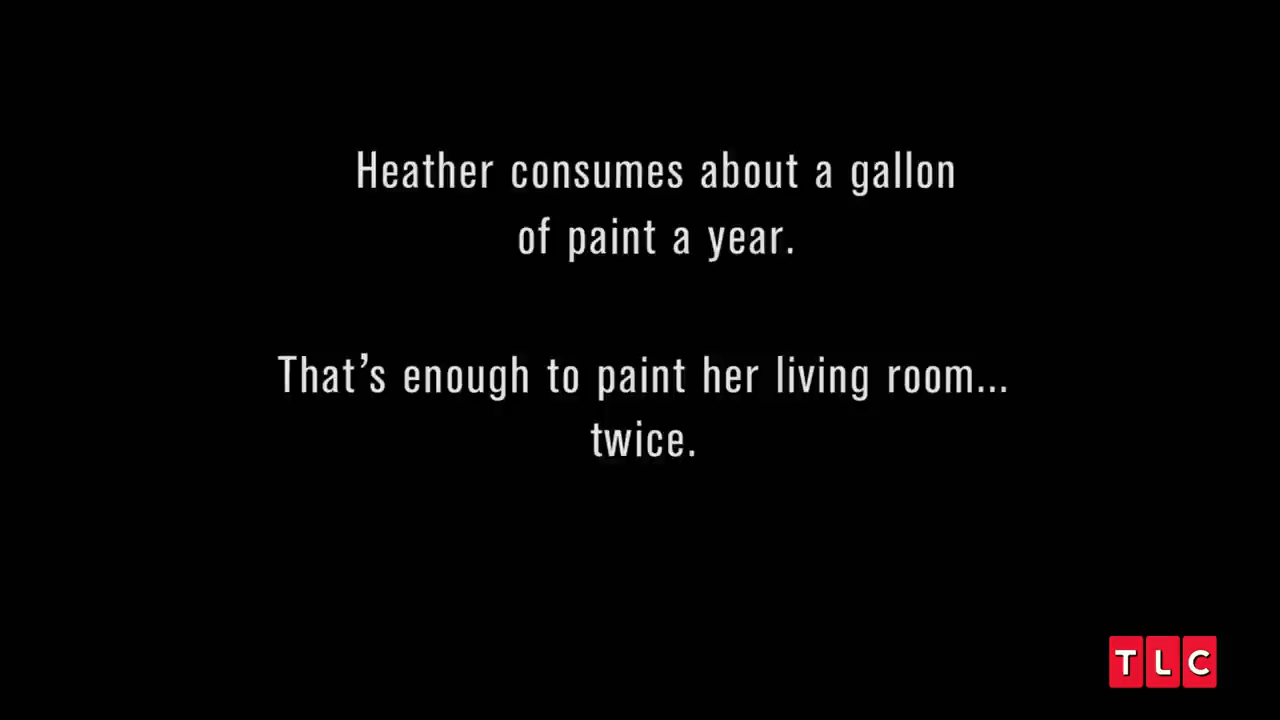 Heather consumes about a gallon
of paint a year.
That’s enough to paint her living room...
twice.
TLC